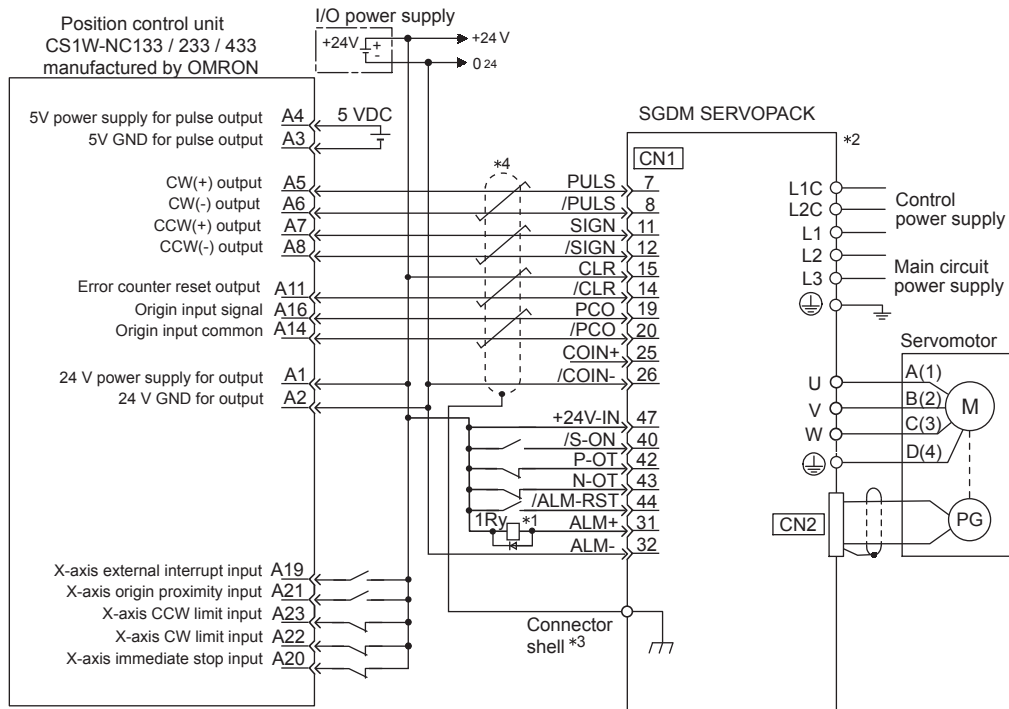 I/O power supply
Position control unit
CS1W-NC133 / 233 / 433
manufactured by OMRON
+24V
+
-
+24 V
0 24
SGDM SERVOPACK
5V power supply for pulse output A4 5 VDC
5V GND for pulse output A3
*2
CN1
*4
CW(+) output A5 PULS 7
CW(-) output A6 /PULS 8
CCW(+) output A7 SIGN 11
CCW(-) output A8 /SIGN 12
CLR 15
Error counter reset output A11 /CLR 14
Origin input signal A16 PCO 19
Origin input common A14 /PCO 20
COIN+ 25
24 V power supply for output A1 /COIN- 26
24 V GND for output A2
+24V-IN 47
/S-ON 40
P-OT 42
N-OT 43
/ALM-RST 44
1Ry *1 ALM+ 31
ALM- 32
L1C
L2C
Control
power supply
L1
L2
L3
Main circuit
power supply
Servomotor
U A(1)
V B(2)
W C(3)
D(4)
M
CN2
PG
X-axis external interrupt input A19
X-axis origin proximity input A21
X-axis CCW limit input A23
X-axis CW limit input A22
X-axis immediate stop input A20
Connector
shell *3